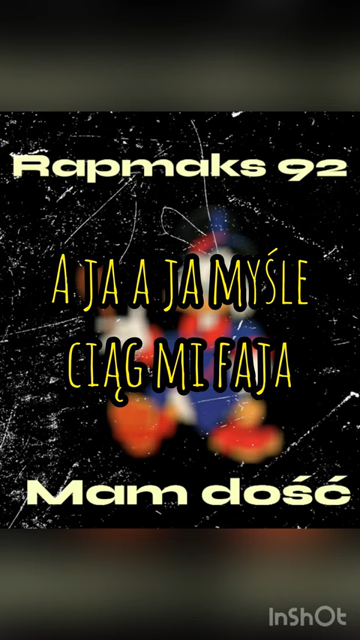 Rapmaks 92
A JA A JA MYŚLE
CIĄG MI FAJA
Mam dość
InShOt